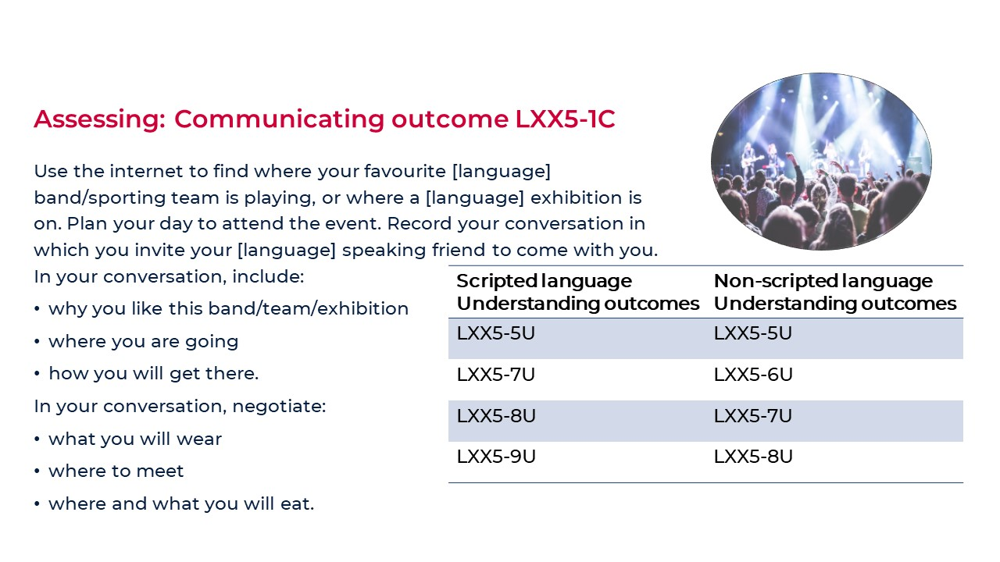 Assessing: Communicating outcome LXX5-1C
Use the internet to find where your favourite [language]
band/sporting team is playing, or where a [language] exhibition is
on. Plan your day to attend the event. Record your conversation in
which you invite your [language] speaking friend to come with you.
In your conversation, include:
• why you like this band/team/exhibition
• where you are going
• how you will get there.
In your conversation, negotiate:
• what you will wear
• where to meet
• where and what you will eat.
Scripted language Understanding outcomes
Non-scripted language Understanding outcomes
LXX5-5U LXX5-5U
LXX5-7U LXX5-6U
LXX5-8U LXX5-7U
LXX5-9U LXX5-8U